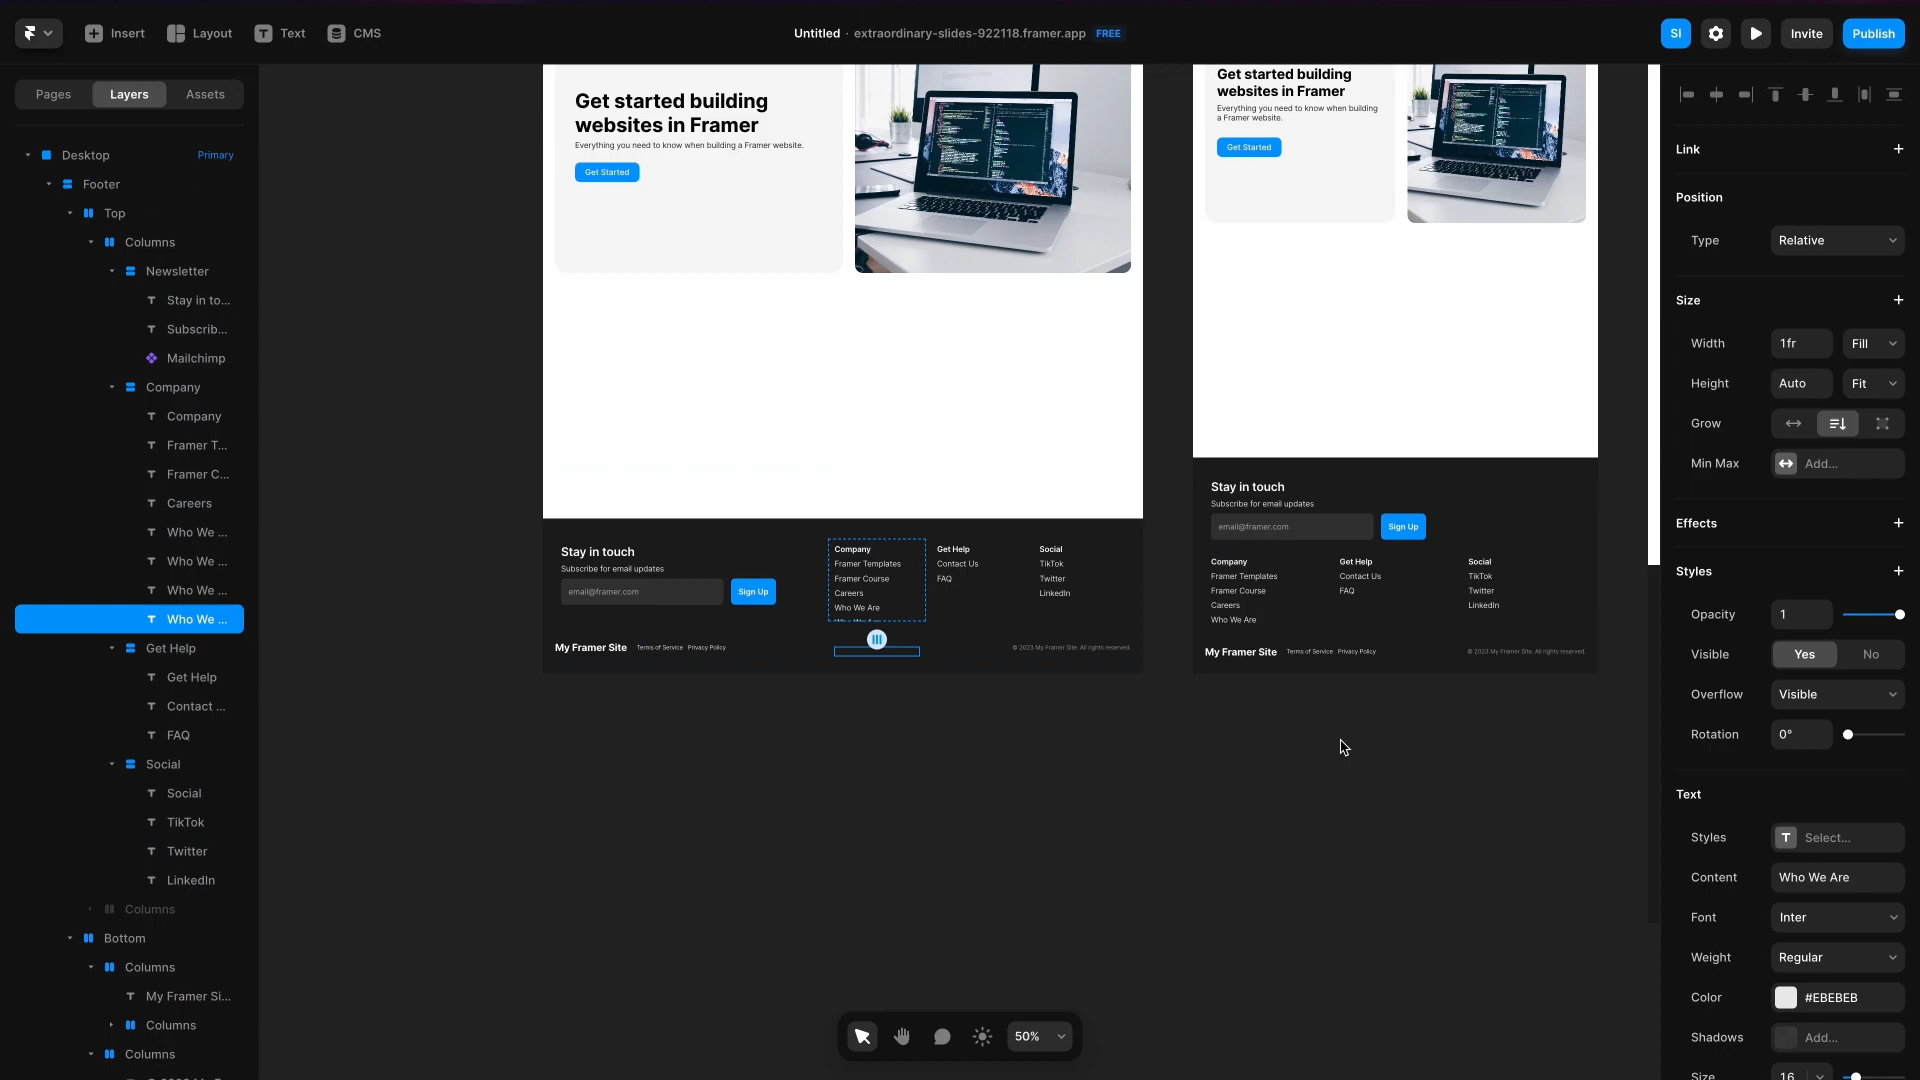 Insert
Layout
Text
CMS
Untitled · extraordinary-slides-922118.framer.app FREE
SI
Invite
Publish
Pages
Layers
Assets
Desktop
Primary
Footer
Top
Columns
Newsletter
Stay in to...
Subscrib...
Mailchimp
Company
Company
Framer T...
Framer C...
Careers
Who We ...
Who We ...
Who We ...
Who We ...
Get Help
Get Help
Contact ...
FAQ
Social
Social
TikTok
Twitter
LinkedIn
Columns
Bottom
Columns
My Framer Si...
Columns
Columns
Get started building
websites in Framer
Everything you need to know when building a Framer website.
Get Started
Stay in touch
Subscribe for email updates
email@framer.com
Sign Up
Company
Framer Templates
Framer Course
Careers
Who We Are
Get Help
Contact Us
FAQ
Social
TikTok
Twitter
LinkedIn
My Framer Site
Terms of Service
Privacy Policy
© 2023 My Framer Site. All rights reserved.
Get started building
websites in Framer
Everything you need to know when building
a Framer website.
Get Started
Stay in touch
Subscribe for email updates
email@framer.com
Sign Up
Company
Framer Templates
Framer Course
Careers
Who We Are
Get Help
Contact Us
FAQ
Social
TikTok
Twitter
LinkedIn
My Framer Site
Terms of Service
Privacy Policy
© 2023 My Framer Site. All rights reserved.
50%
Link
Position
Type
Relative
Size
Width
1fr
Fill
Height
Auto
Fit
Grow
Min Max
Add...
Effects
Styles
Opacity
1
Visible
Yes
No
Overflow
Visible
Rotation
0°
Text
Styles
Select...
Content
Who We Are
Font
Inter
Weight
Regular
Color
#EBEBEB
Shadows
Add...
Size
16